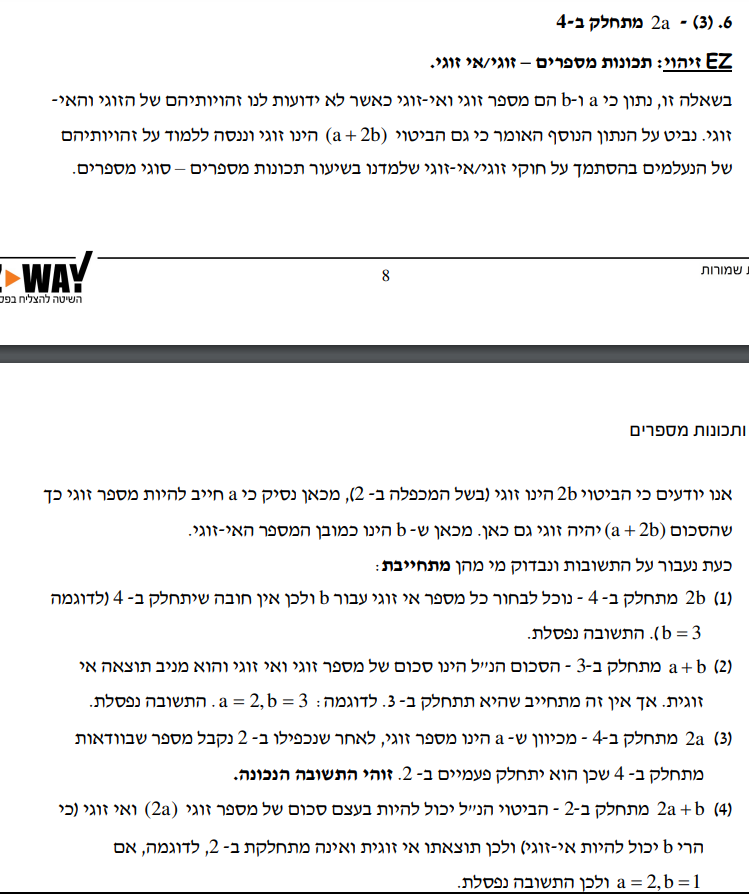 6. (3) - 2a מתחלק ב-4
EZ זיהוי: תכונות מספרים – זוגי/אי זוגי.
בשאלה זו, נתון כי a ו-b הם מספר זוגי ואי-זוגי כאשר לא ידועות לנו זהויותיהם של הזוגי והאי-
זוגי. נביט על הנתון הנוסף האומר כי גם הביטוי (a + 2b) הינו זוגי וננסה ללמוד על זהויותיהם
של הנעלמים בהסתמך על חוקי זוגי/אי-זוגי שלמדנו בשיעור תכונות מספרים – סוגי מספרים.
WAY
השיטה להצליח
8
שמורות
ותכונות מספרים
אנו יודעים כי הביטוי 2b הינו זוגי (בשל המכפלה ב- 2), מכאן נסיק כי a חייב להיות מספר זוגי כך
שהסכום (a + 2b) יהיה זוגי גם כאן. מכאן ש- b הינו כמובן המספר האי-זוגי.
כעת נעבור על התשובות ונבדוק מי מהן מתחייבת:
(1) 2b מתחלק ב- 4 - נוכל לבחור כל מספר אי זוגי עבור b ולכן אין חובה שיתחלק ב- 4 (לדוגמה
b = 3). התשובה נפסלת.
(2) a + b מתחלק ב-3 - הסכום הנ״ל הינו סכום של מספר זוגי ואי זוגי והוא מניב תוצאה אי
זוגית. אך אין זה מתחייב שהיא תתחלק ב- 3. לדוגמה: a = 2, b = 3. התשובה נפסלת.
(3) 2a מתחלק ב-4 - מכיוון ש- a הינו מספר זוגי, לאחר שנכפילו ב- 2 נקבל מספר שבוודאות
מתחלק ב- 4 שכן הוא יתחלק פעמיים ב- 2. זוהי התשובה הנכונה.
(4) 2a + b מתחלק ב-2 - הביטוי הנ״ל יכול להיות בעצם סכום של מספר זוגי (2a) ואי זוגי (כי
הרי b יכול להיות אי-זוגי) ולכן תוצאתו אי זוגית ואינה מתחלקת ב- 2, לדוגמה, אם
a = 2, b = 1 ולכן התשובה נפסלת.